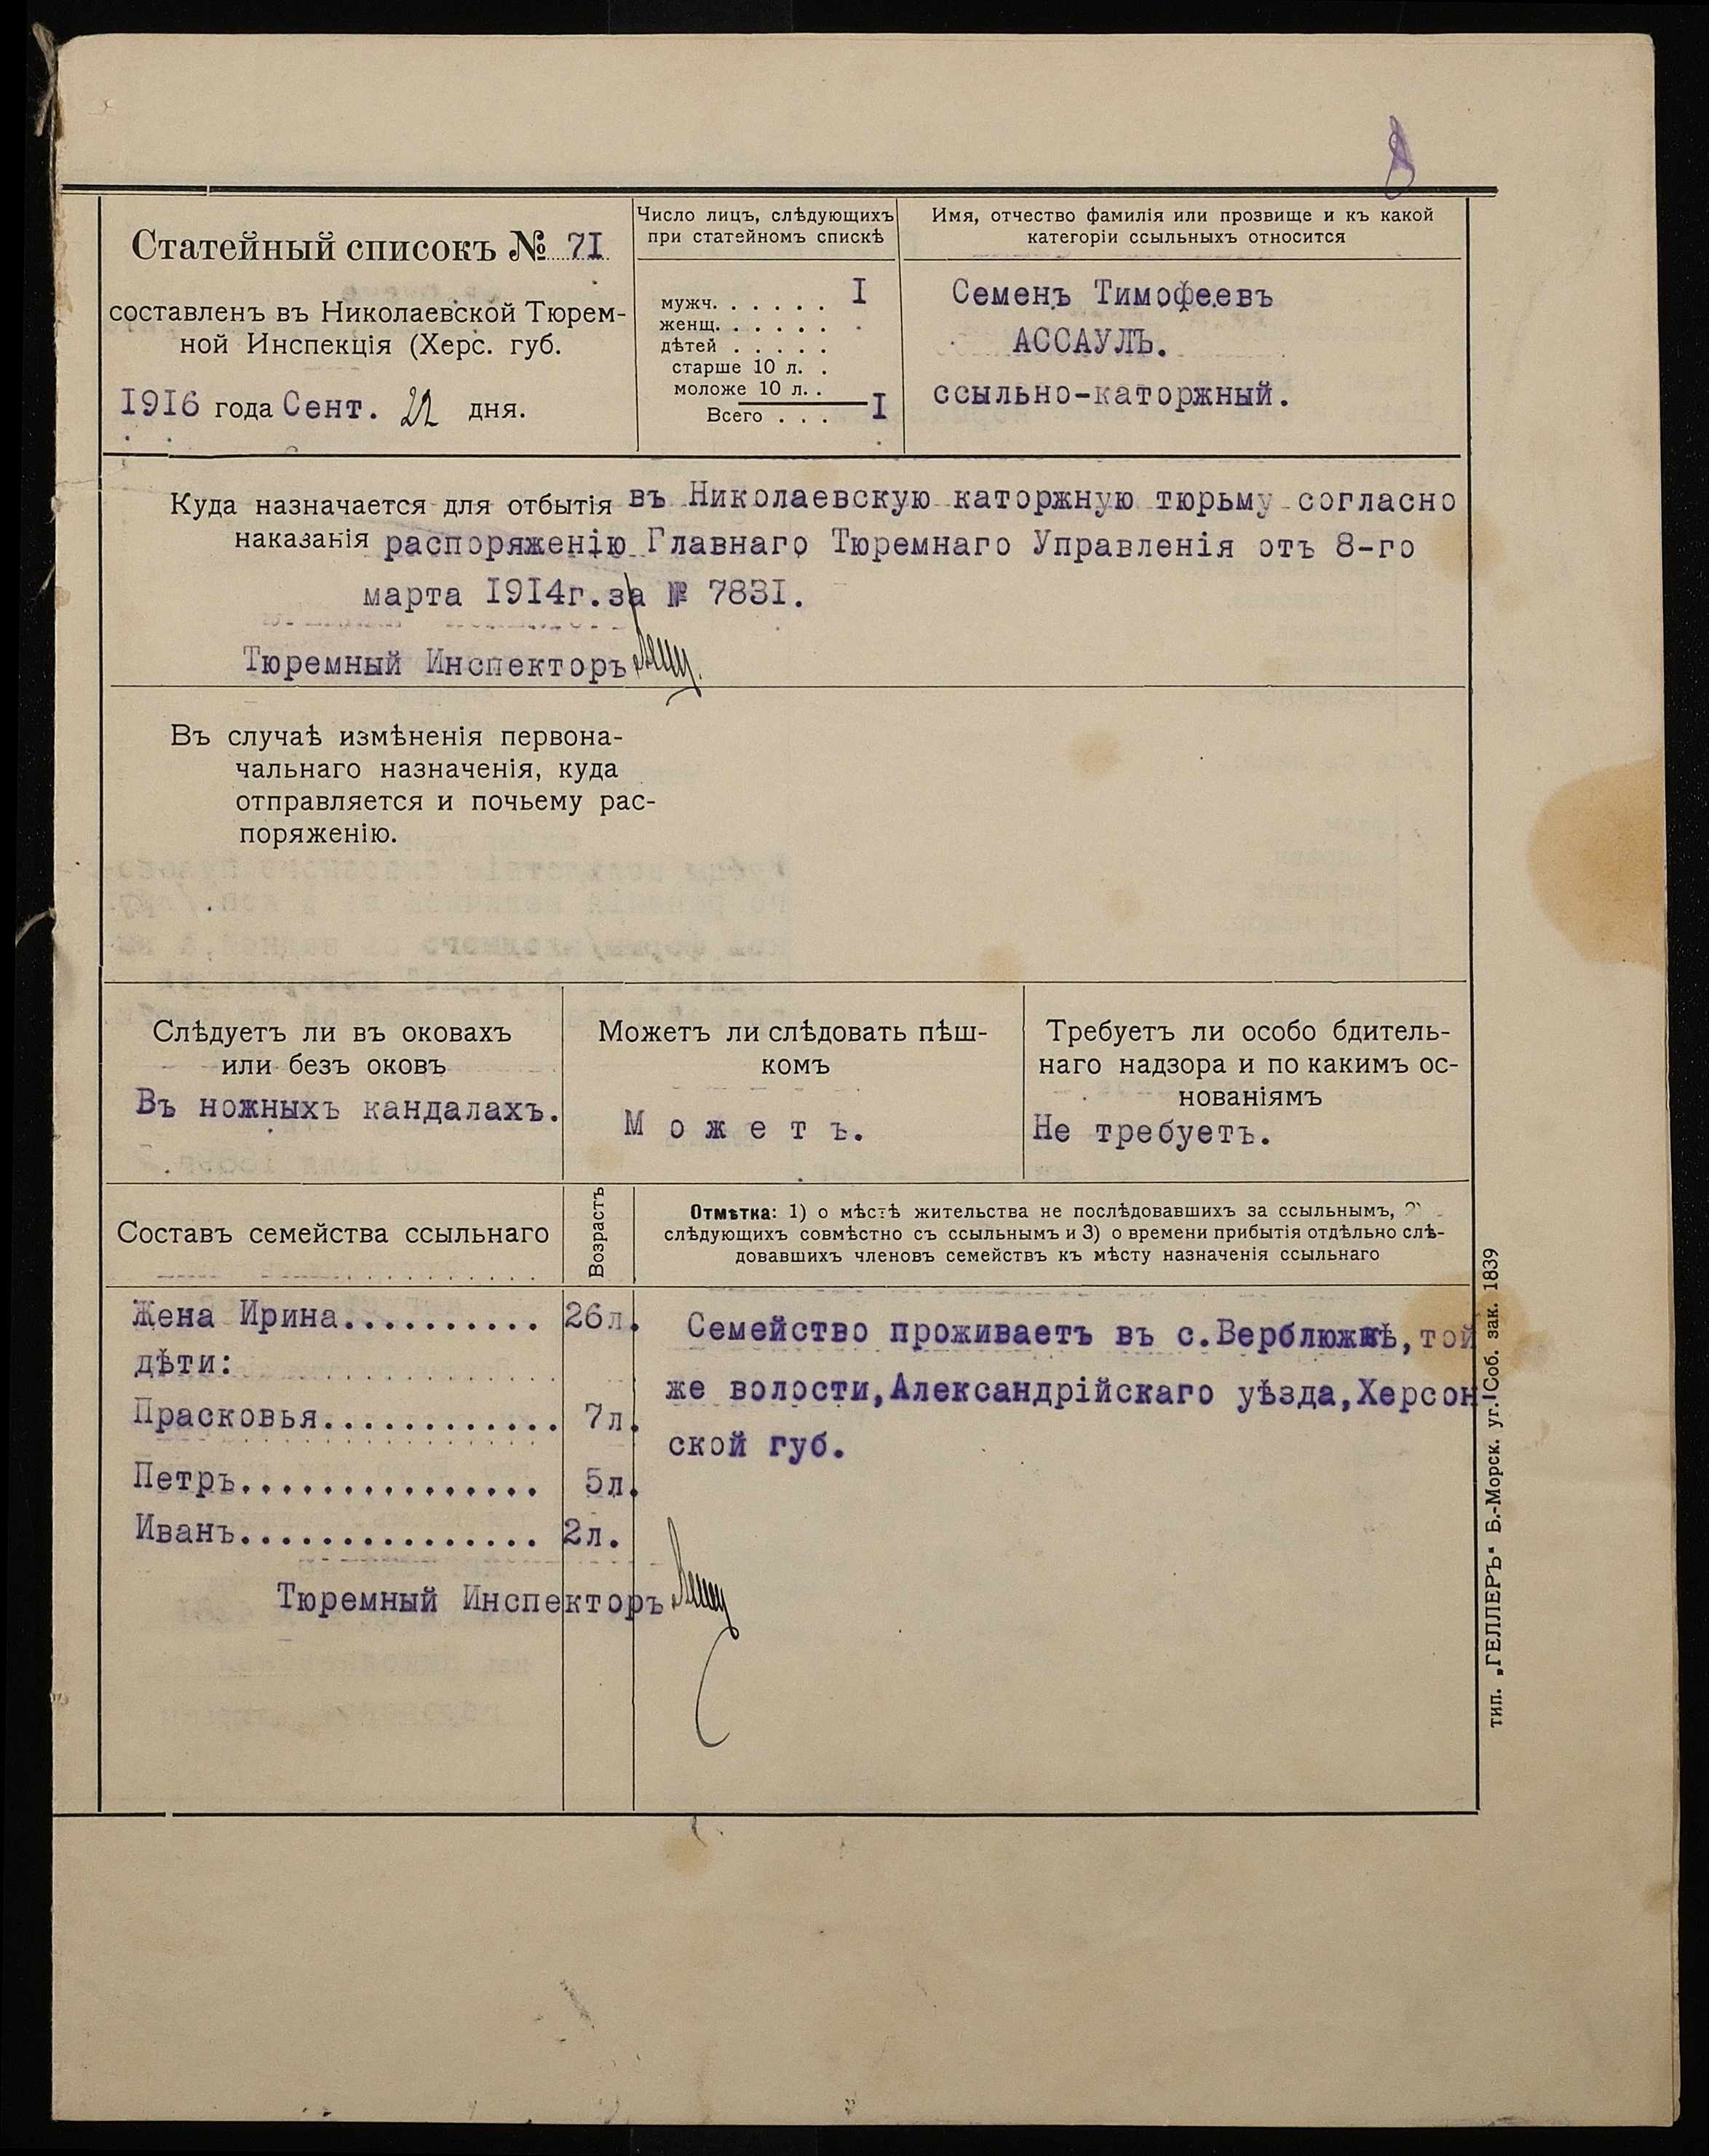 8
Статейный списокъ № 71
составленъ въ Николаевской Тюрем-
ной Инспекція (Херс. губ.
1916 года Сент. 22 дня.
Число лицъ, слѣдующихъ
при статейномъ спискѣ
мужч. . . . . . . I
женщ. . . . . . .
дѣтей . . . . .
старше 10 л. .
моложе 10 л. .
Всего . . . I
Имя, отчество фамилія или прозвище и къ какой
категоріи ссыльныхъ относится
Семенъ Тимофеевъ
АССАУЛЪ.
ссыльно-каторжный.
Куда назначается для отбытія въ Николаевскую каторжную тюрьму согласно
наказанія распоряженію Главнаго Тюремнаго Управленія отъ 8-го
марта 1914г. за № 7831.
Тюремный Инспекторъ
Въ случаѣ измѣненія первона-
чальнаго назначенія, куда
отправляется и почьему рас-
поряженію.
Слѣдуетъ ли въ оковахъ
или безъ оковъ
Въ ножныхъ кандалахъ.
Можетъ ли слѣдовать пѣш-
комъ
М о ж е т ъ.
Требуетъ ли особо бдитель-
наго надзора и по какимъ ос-
нованіямъ
Не требуетъ.
Составъ семейства ссыльнаго
Возрастъ
Отмѣтка: 1) о мѣстѣ жительства не послѣдовавшихъ за ссыльнымъ, 2)
слѣдующихъ совмѣстно съ ссыльнымъ и 3) о времени прибытія отдѣльно слѣ-
довавшихъ членовъ семействъ къ мѣсту назначенія ссыльнаго
Жена Ирина.......... 26л.
дѣти:
Прасковья............ 7л.
Петръ............... 5л.
Иванъ............... 2л.
Семейство проживаетъ въ с.Верблюжкѣ, той
же волости, Александрійскаго уѣзда, Херсон-
ской губ.
Тюремный Инспекторъ
тип. „ГЕЛЛЕРЪ" Б.-Морск. уг. Соб. зак. 1839